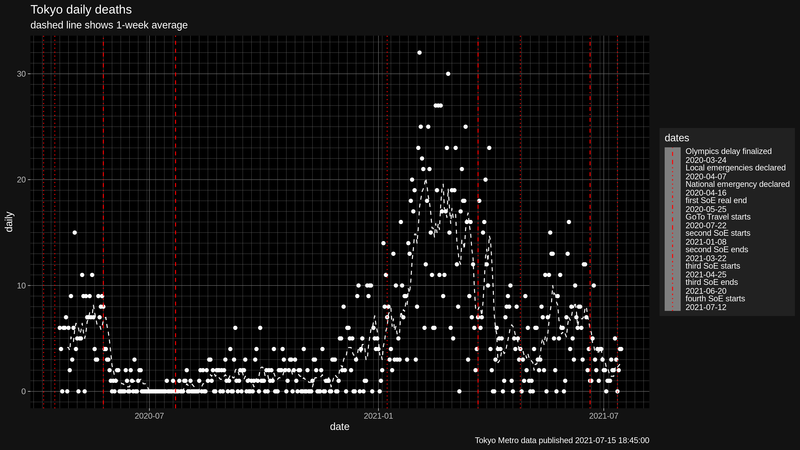 Tokyo daily deaths
dashed line shows 1-week average
30
20
10
0
daily
2020-07
2021-01
2021-07
date
Tokyo Metro data published 2021-07-15 18:45:00
dates
Olympics delay finalized
2020-03-24
Local emergencies declared
2020-04-07
National emergency declared
2020-04-16
first SoE real end
2020-05-25
GoTo Travel starts
2020-07-22
second SoE starts
2021-01-08
second SoE ends
2021-03-22
third SoE starts
2021-04-25
third SoE ends
2021-06-20
fourth SoE starts
2021-07-12